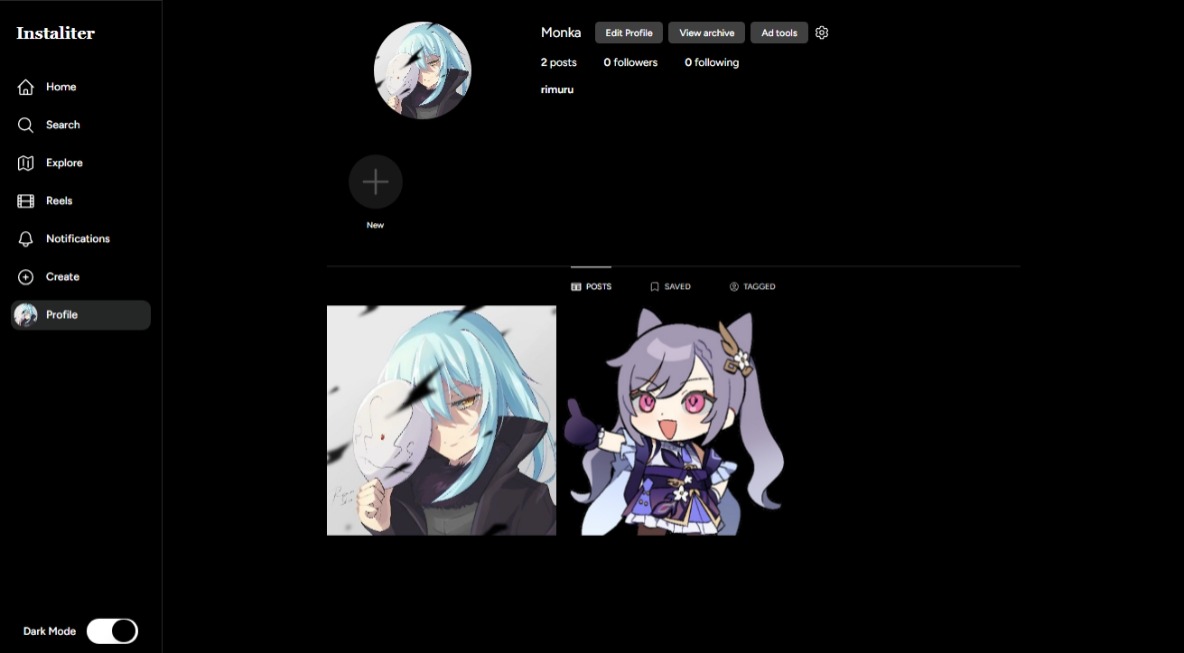 Instaliter
Home
Search
Explore
Reels
Notifications
Create
Profile
Dark Mode
Monka Edit Profile View archive Ad tools
2 posts 0 followers 0 following
rimuru
New
POSTS SAVED TAGGED